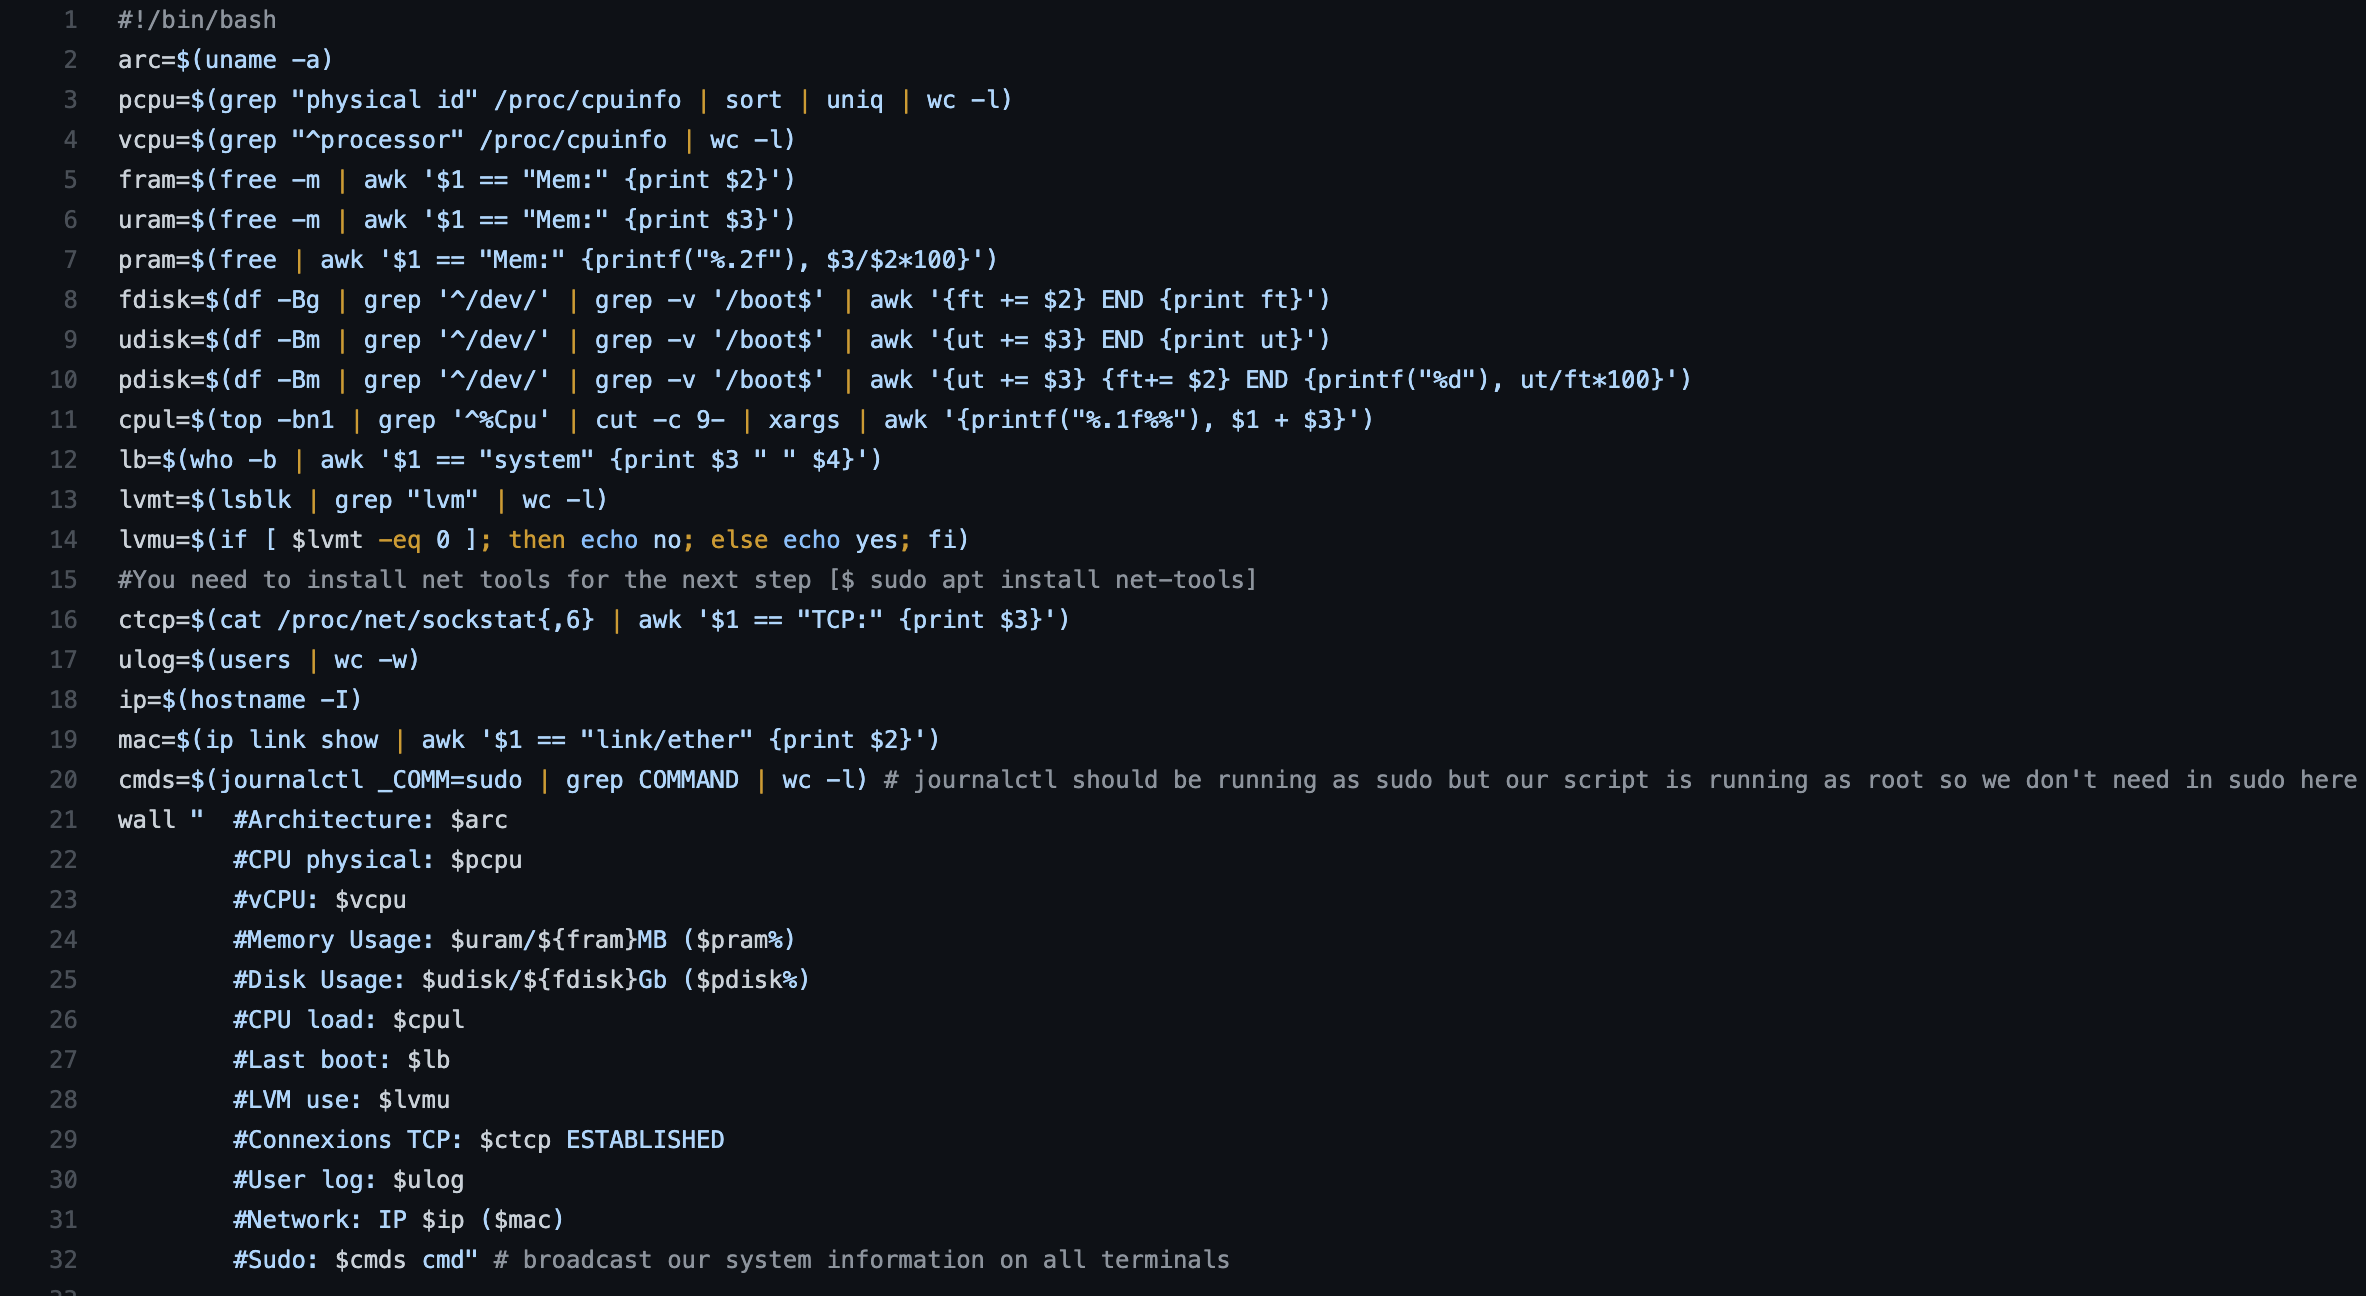 1 #!/bin/bash
2 arc=$(uname -a)
3 pcpu=$(grep "physical id" /proc/cpuinfo | sort | uniq | wc -l)
4 vcpu=$(grep "^processor" /proc/cpuinfo | wc -l)
5 fram=$(free -m | awk '$1 == "Mem:" {print $2}')
6 uram=$(free -m | awk '$1 == "Mem:" {print $3}')
7 pram=$(free | awk '$1 == "Mem:" {printf("%.2f"), $3/$2*100}')
8 fdisk=$(df -Bg | grep '^/dev/' | grep -v '/boot$' | awk '{ft += $2} END {print ft}')
9 udisk=$(df -Bm | grep '^/dev/' | grep -v '/boot$' | awk '{ut += $3} END {print ut}')
10 pdisk=$(df -Bm | grep '^/dev/' | grep -v '/boot$' | awk '{ut += $3} {ft+= $2} END {printf("%d"), ut/ft*100}')
11 cpul=$(top -bn1 | grep '^%Cpu' | cut -c 9- | xargs | awk '{printf("%.1f%%"), $1 + $3}')
12 lb=$(who -b | awk '$1 == "system" {print $3 " " $4}')
13 lvmt=$(lsblk | grep "lvm" | wc -l)
14 lvmu=$(if [ $lvmt -eq 0 ]; then echo no; else echo yes; fi)
15 #You need to install net tools for the next step [$ sudo apt install net-tools]
16 ctcp=$(cat /proc/net/sockstat{,6} | awk '$1 == "TCP:" {print $3}')
17 ulog=$(users | wc -w)
18 ip=$(hostname -I)
19 mac=$(ip link show | awk '$1 == "link/ether" {print $2}')
20 cmds=$(journalctl _COMM=sudo | grep COMMAND | wc -l) # journalctl should be running as sudo but our script is running as root so we don't need in sudo here
21 wall "  #Architecture: $arc
22         #CPU physical: $pcpu
23         #vCPU: $vcpu
24         #Memory Usage: $uram/${fram}MB ($pram%)
25         #Disk Usage: $udisk/${fdisk}Gb ($pdisk%)
26         #CPU load: $cpul
27         #Last boot: $lb
28         #LVM use: $lvmu
29         #Connexions TCP: $ctcp ESTABLISHED
30         #User log: $ulog
31         #Network: IP $ip ($mac)
32         #Sudo: $cmds cmd" # broadcast our system information on all terminals